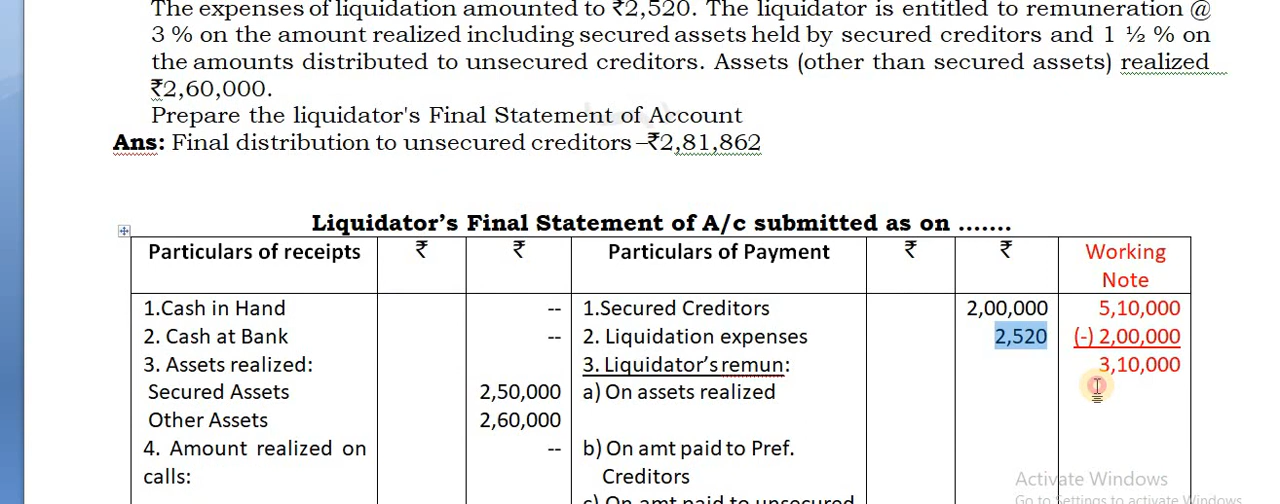 The expenses of liquidation amounted to ₹2,520. The liquidator is entitled to remuneration @
3 % on the amount realized including secured assets held by secured creditors and 1 ½ % on
the amounts distributed to unsecured creditors. Assets (other than secured assets) realized
₹2,60,000.
Prepare the liquidator's Final Statement of Account
Ans: Final distribution to unsecured creditors –₹2,81,862
Liquidator's Final Statement of A/c submitted as on .......
Particulars of receipts ₹ ₹ Particulars of Payment ₹ ₹ Working
Note
1.Cash in Hand -- 1.Secured Creditors 2,00,000 5,10,000
2. Cash at Bank -- 2. Liquidation expenses 2,520 (-) 2,00,000
3. Assets realized: 3. Liquidator's remun: 3,10,000
Secured Assets 2,50,000 a) On assets realized
Other Assets 2,60,000
4. Amount realized on -- b) On amt paid to Pref.
calls: Creditors
c) On amt paid to unsecured
Activate Windows
Go to Settings to activate Windows.